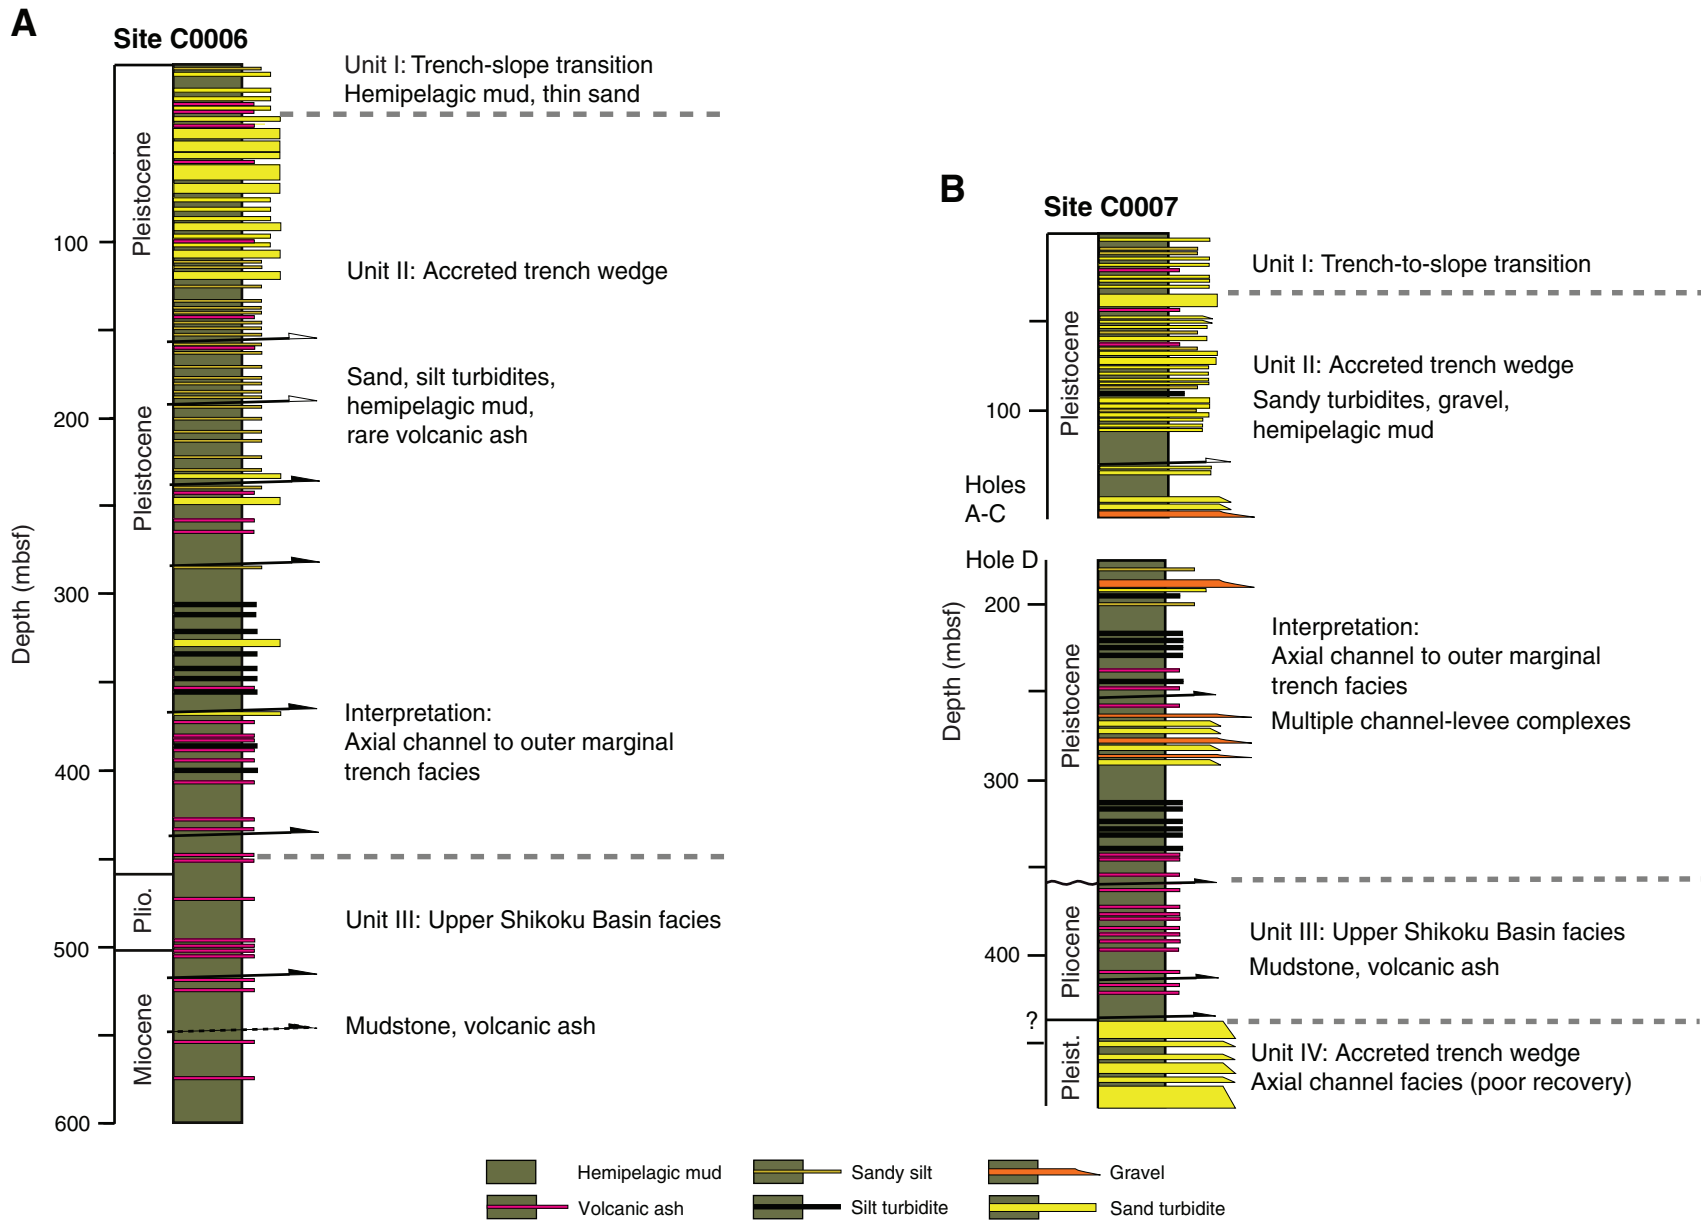 A
Site C0006
Depth (mbsf)
100
200
300
400
500
600
Pleistocene
Pleistocene
Plio.
Miocene
Unit I: Trench-slope transition
Hemipelagic mud, thin sand
Unit II: Accreted trench wedge
Sand, silt turbidites,
hemipelagic mud,
rare volcanic ash
Interpretation:
Axial channel to outer marginal
trench facies
Unit III: Upper Shikoku Basin facies
Mudstone, volcanic ash
B
Site C0007
Depth (mbsf)
100
Holes
A-C
Hole D
200
300
400
?
Pleistocene
Pleistocene
Pliocene
Pleist.
Unit I: Trench-to-slope transition
Unit II: Accreted trench wedge
Sandy turbidites, gravel,
hemipelagic mud
Interpretation:
Axial channel to outer marginal
trench facies
Multiple channel-levee complexes
Unit III: Upper Shikoku Basin facies
Mudstone, volcanic ash
Unit IV: Accreted trench wedge
Axial channel facies (poor recovery)
Hemipelagic mud
Sandy silt
Gravel
Volcanic ash
Silt turbidite
Sand turbidite